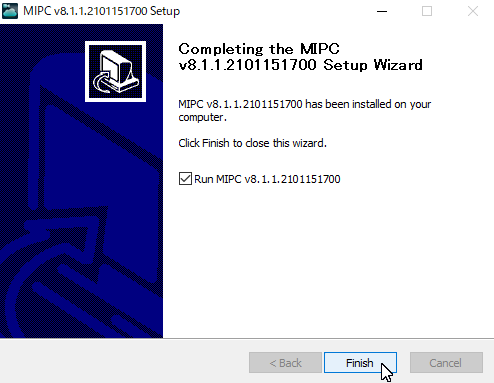 MIPC v8.1.1.2101151700 Setup
Completing the MIPC
v8.1.1.2101151700 Setup Wizard
MIPC v8.1.1.2101151700 has been installed on your
computer.
Click Finish to close this wizard.
Run MIPC v8.1.1.2101151700
< Back
Finish
Cancel